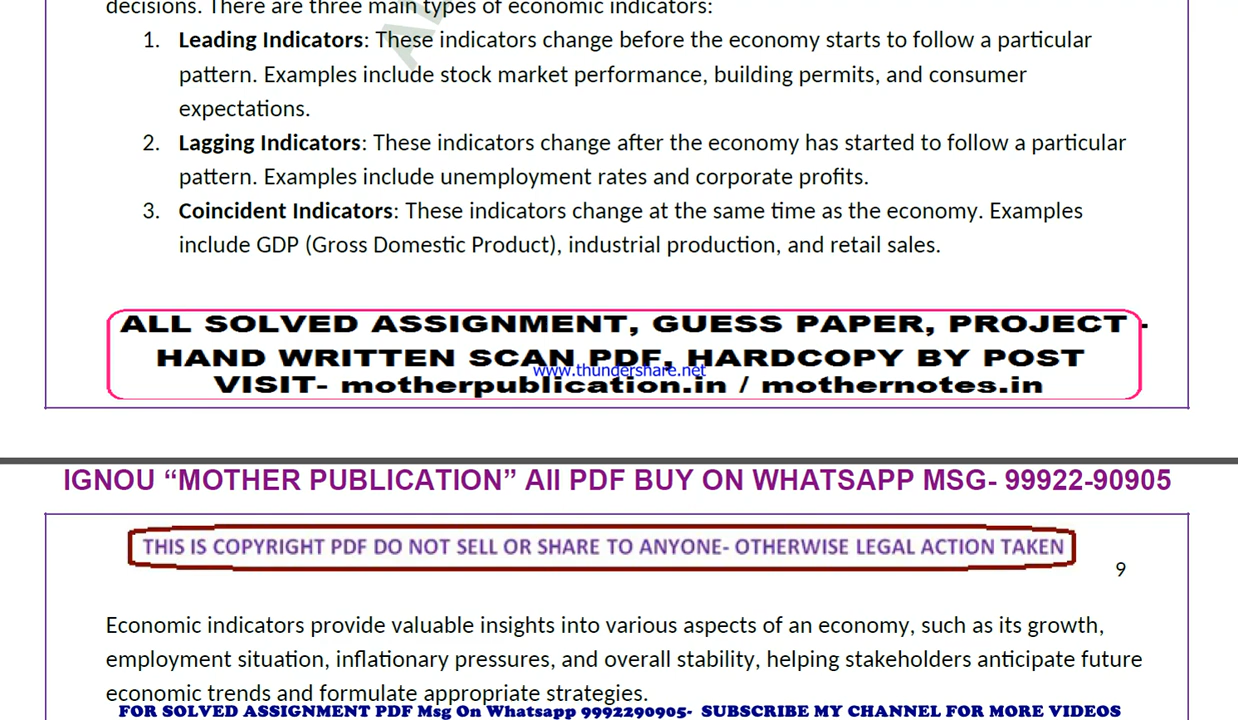 decisions. There are three main types of economic indicators:
1. Leading Indicators: These indicators change before the economy starts to follow a particular
pattern. Examples include stock market performance, building permits, and consumer
expectations.
2. Lagging Indicators: These indicators change after the economy has started to follow a particular
pattern. Examples include unemployment rates and corporate profits.
3. Coincident Indicators: These indicators change at the same time as the economy. Examples
include GDP (Gross Domestic Product), industrial production, and retail sales.
ALL SOLVED ASSIGNMENT, GUESS PAPER, PROJECT -
HAND WRITTEN SCAN PDF, HARDCOPY BY POST
www.thundershare.net
VISIT- motherpublication.in / mothernotes.in
IGNOU “MOTHER PUBLICATION” All PDF BUY ON WHATSAPP MSG- 99922-90905
THIS IS COPYRIGHT PDF DO NOT SELL OR SHARE TO ANYONE- OTHERWISE LEGAL ACTION TAKEN
9
Economic indicators provide valuable insights into various aspects of an economy, such as its growth,
employment situation, inflationary pressures, and overall stability, helping stakeholders anticipate future
economic trends and formulate appropriate strategies.
FOR SOLVED ASSIGNMENT PDF Msg On Whatsapp 9992290905- SUBSCRIBE MY CHANNEL FOR MORE VIDEOS